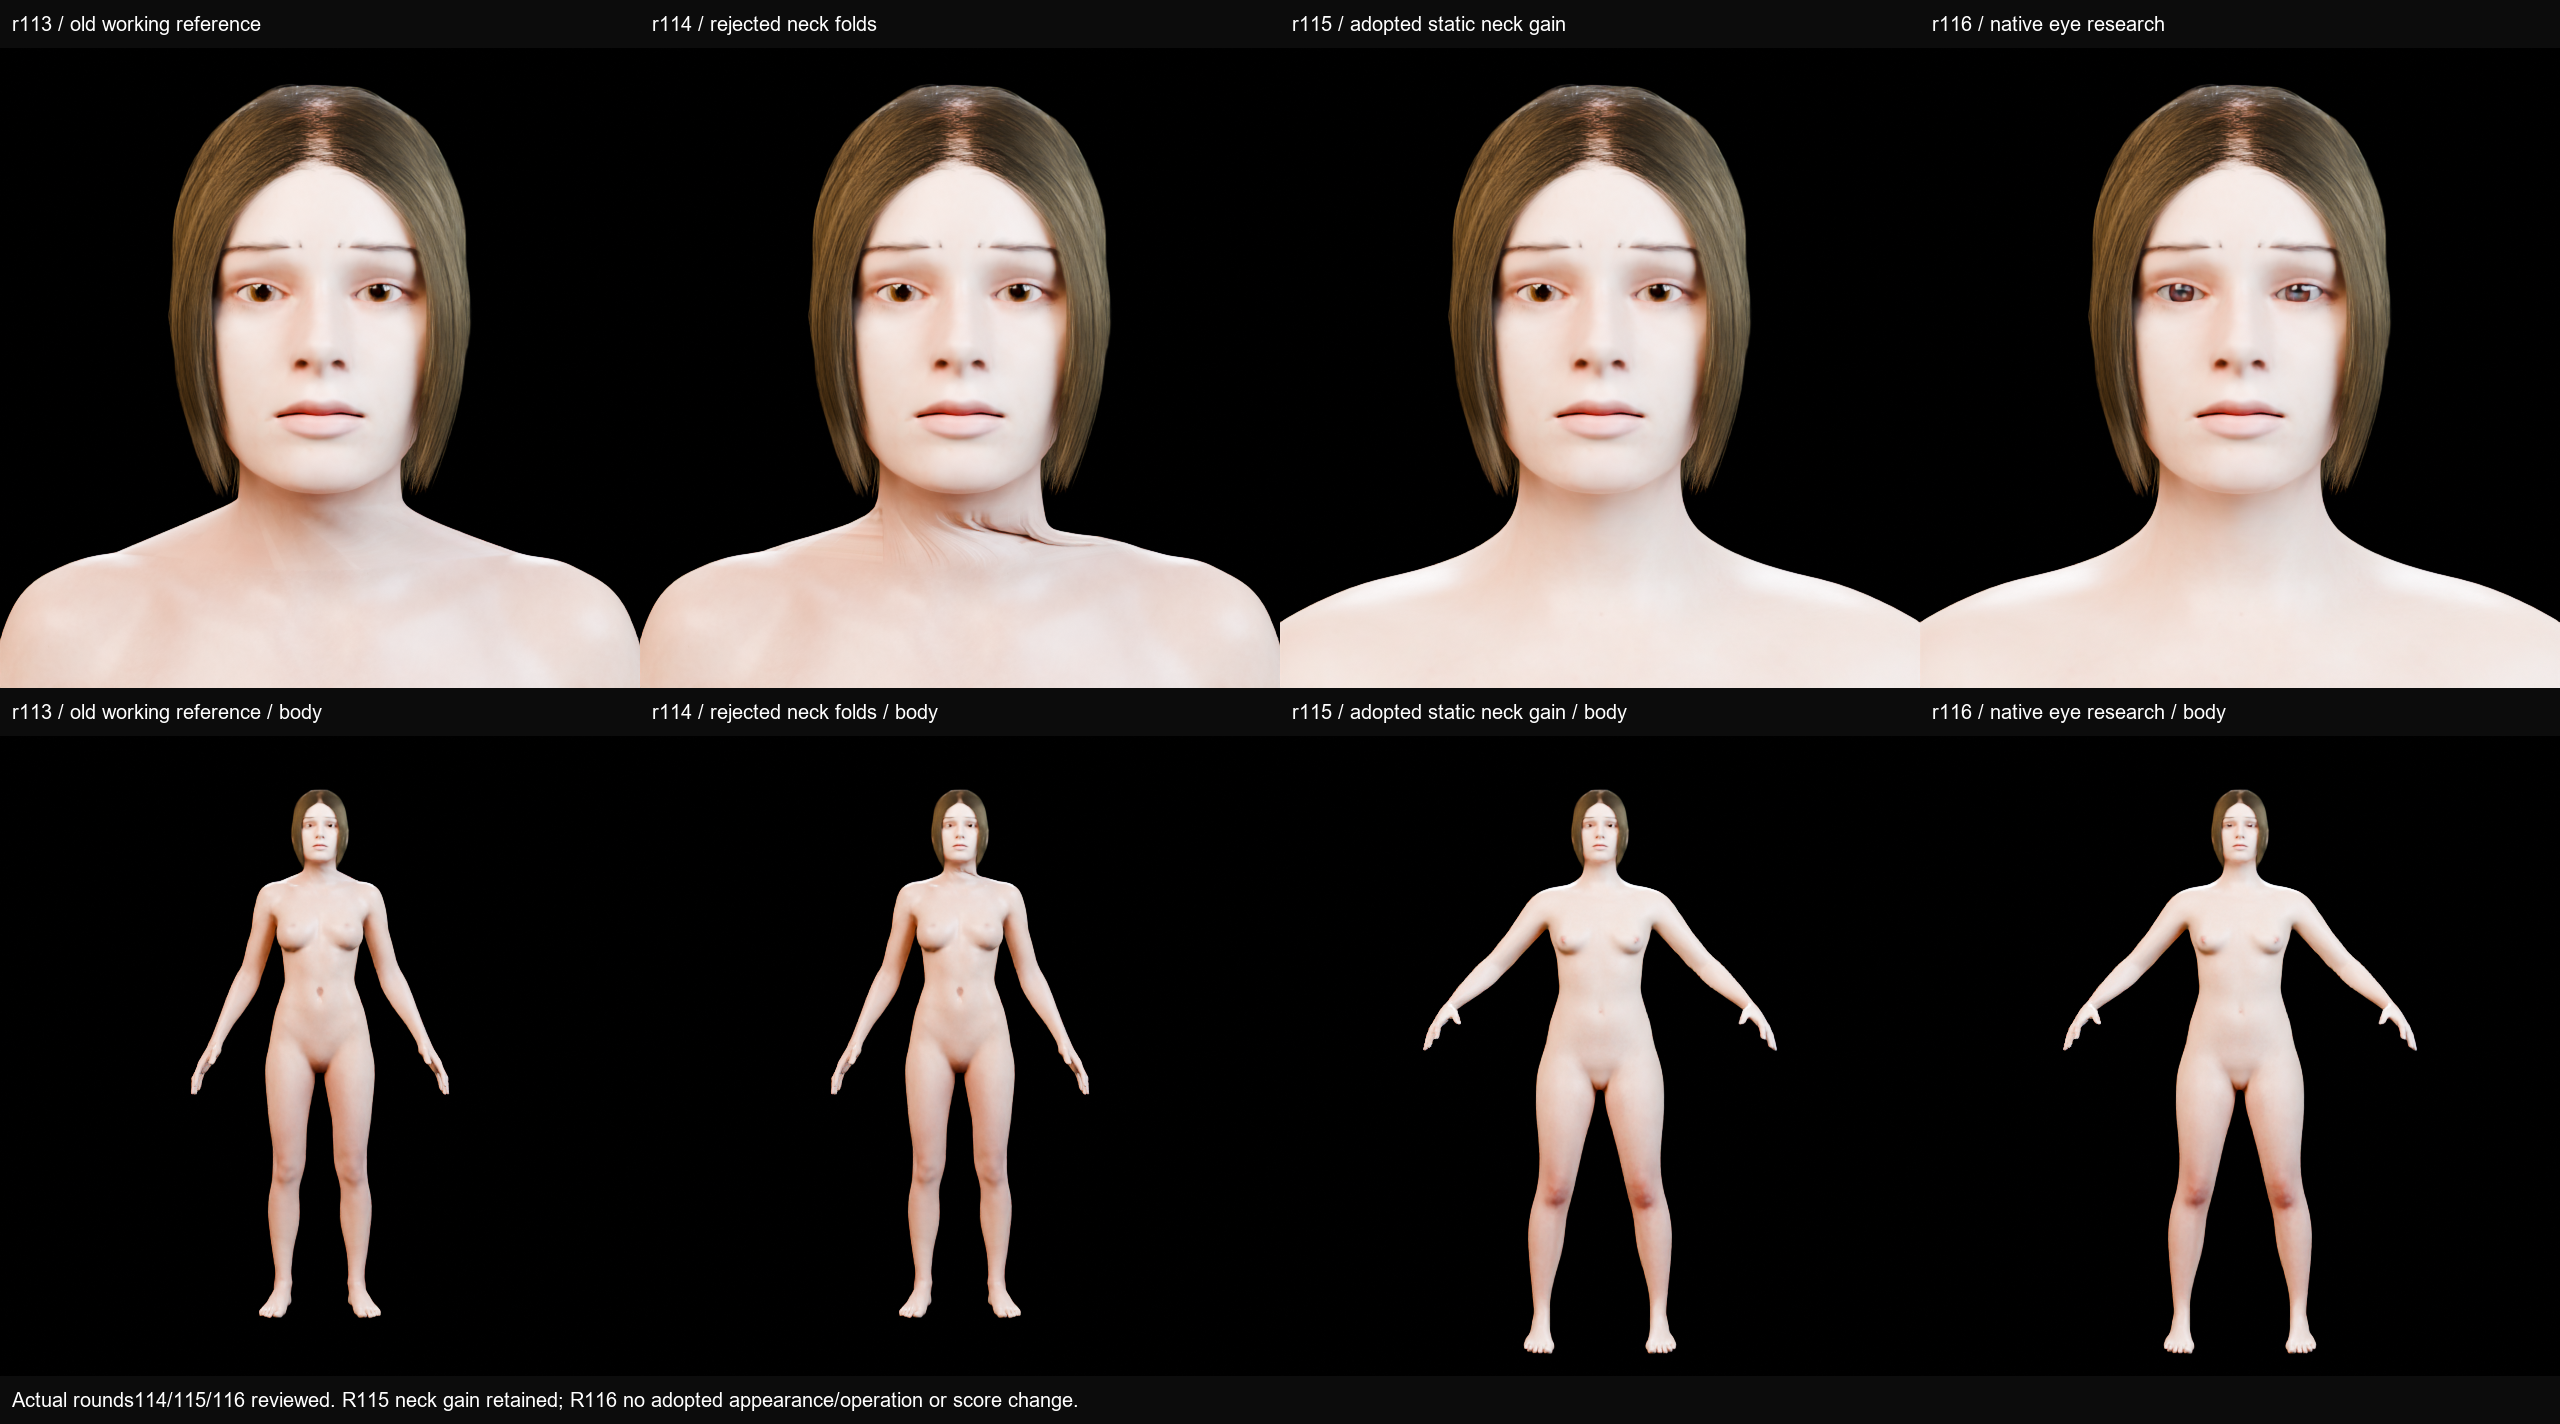 r113 / old working reference
r114 / rejected neck folds
r115 / adopted static neck gain
r116 / native eye research
r113 / old working reference / body
r114 / rejected neck folds / body
r115 / adopted static neck gain / body
r116 / native eye research / body
Actual rounds114/115/116 reviewed. R115 neck gain retained; R116 no adopted appearance/operation or score change.